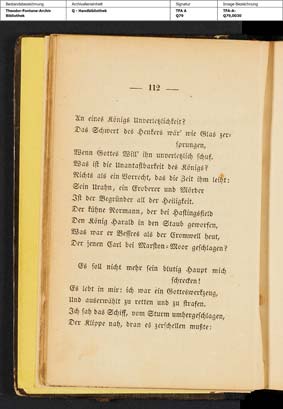 Bestandsbezeichnung
Archivalieneinheit
Signatur
Image-Bezeichnung
Theodor-Fontane-Archiv
Bibliothek
Q - Handbibliothek
TFA A
Q79
TFA-A-
Q79_0030
— 112 —
An eines Königs Unverletzlichkeit?
Das Schwert des Henkers wär' wie Glas zer-
sprungen,
Wenn Gottes Will' ihn unverletzlich schuf.
Was ist die Unantastbarkeit des Königs?
Nichts als ein Vorrecht, das die Zeit ihm leiht:
Sein Urahn, ein Eroberer und Mörder
Ist der Begründer all der Heiligkeit.
Der kühne Normann, der bei Hastingsfield
Den König Harald in den Staub geworfen,
Was war er Beßres als der Cromwell heut,
Der jenen Carl bei Marston-Moor geschlagen?
Es soll nicht mehr sein blutig Haupt mich
schrecken!
Es lebt in mir: ich war ein Gotteswerkzeug,
Und auserwählt zu retten und zu strafen.
Ich sah das Schiff, vom Sturm umhergeschlagen,
Der Klippe nah, dran es zerschellen mußte: